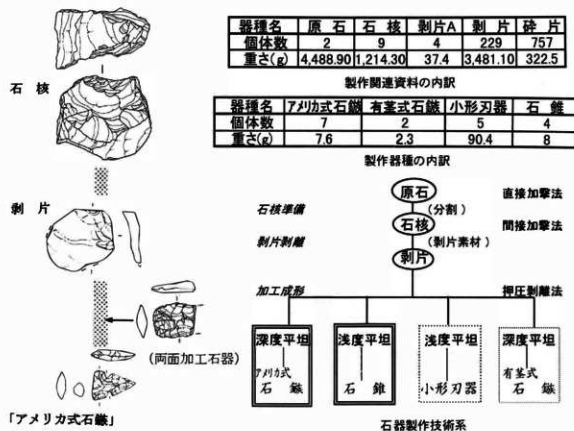 器種名 原石 石核 剥片A 剥片 砕片
個体数 2 9 4 229 757
重さ(g) 4,488.90 1,214.30 37.4 3,481.10 322.5
製作関連資料の内訳
器種名 アメリカ式石鏃 有茎式石鏃 小形刃器 石錐
個体数 7 2 5 4
重さ(g) 7.6 2.3 90.4 8
製作器種の内訳
石核
剥片
(両面加工石器)
「アメリカ式石鏃」
原石 直接加撃法
石核準備 (分割)
石核 間接加撃法
剥片剥離 (剥片素材)
剥片
加工成形 押圧剥離法
深度平坦 浅度平坦 浅度平坦 深度平坦
アメリカ式石鏃 石錐 小形刃器 有茎式石鏃
石器製作技術系